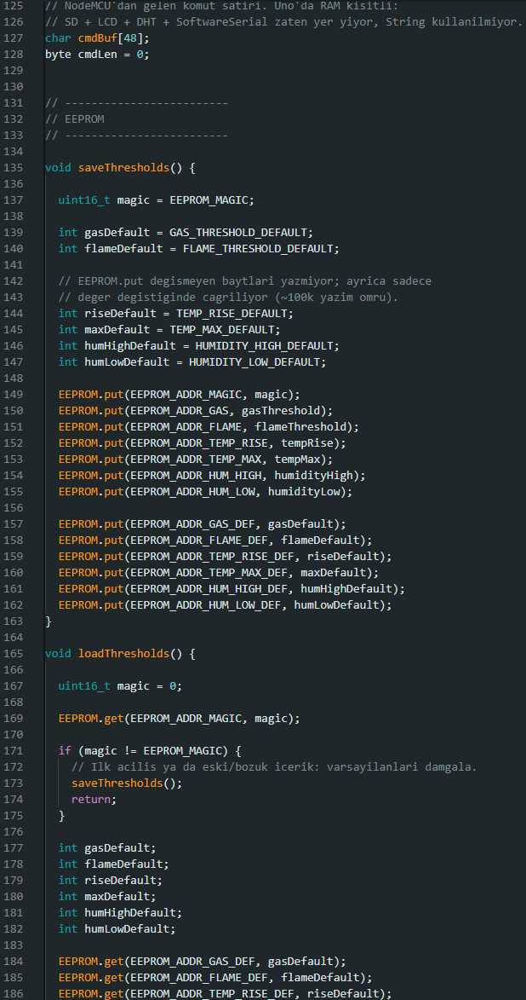 125 // NodeMCU'dan gelen komut satiri. Uno'da RAM kisitli:
126 // SD + LCD + DHT + SoftwareSerial zaten yer yiyor, String kullanilmiyor.
127 char cmdBuf[48];
128 byte cmdLen = 0;
129
130
131 // -------------------------
132 // EEPROM
133 // -------------------------
134
135 void saveThresholds() {
136
137 uint16_t magic = EEPROM_MAGIC;
138
139 int gasDefault = GAS_THRESHOLD_DEFAULT;
140 int flameDefault = FLAME_THRESHOLD_DEFAULT;
141
142 // EEPROM.put degismeyen baytlari yazmiyor; ayrica sadece
143 // deger degistiginde cagriliyor (~100k yazim omru).
144 int riseDefault = TEMP_RISE_DEFAULT;
145 int maxDefault = TEMP_MAX_DEFAULT;
146 int humHighDefault = HUMIDITY_HIGH_DEFAULT;
147 int humLowDefault = HUMIDITY_LOW_DEFAULT;
148
149 EEPROM.put(EEPROM_ADDR_MAGIC, magic);
150 EEPROM.put(EEPROM_ADDR_GAS, gasThreshold);
151 EEPROM.put(EEPROM_ADDR_FLAME, flameThreshold);
152 EEPROM.put(EEPROM_ADDR_TEMP_RISE, tempRise);
153 EEPROM.put(EEPROM_ADDR_TEMP_MAX, tempMax);
154 EEPROM.put(EEPROM_ADDR_HUM_HIGH, humidityHigh);
155 EEPROM.put(EEPROM_ADDR_HUM_LOW, humidityLow);
156
157 EEPROM.put(EEPROM_ADDR_GAS_DEF, gasDefault);
158 EEPROM.put(EEPROM_ADDR_FLAME_DEF, flameDefault);
159 EEPROM.put(EEPROM_ADDR_TEMP_RISE_DEF, riseDefault);
160 EEPROM.put(EEPROM_ADDR_TEMP_MAX_DEF, maxDefault);
161 EEPROM.put(EEPROM_ADDR_HUM_HIGH_DEF, humHighDefault);
162 EEPROM.put(EEPROM_ADDR_HUM_LOW_DEF, humLowDefault);
163 }
164
165 void loadThresholds() {
166
167 uint16_t magic = 0;
168
169 EEPROM.get(EEPROM_ADDR_MAGIC, magic);
170
171 if (magic != EEPROM_MAGIC) {
172 // Ilk acilis ya da eski/bozuk icerik: varsayilanlari damgala.
173 saveThresholds();
174 return;
175 }
176
177 int gasDefault;
178 int flameDefault;
179 int riseDefault;
180 int maxDefault;
181 int humHighDefault;
182 int humLowDefault;
183
184 EEPROM.get(EEPROM_ADDR_GAS_DEF, gasDefault);
185 EEPROM.get(EEPROM_ADDR_FLAME_DEF, flameDefault);
186 EEPROM.get(EEPROM_ADDR_TEMP_RISE_DEF, riseDefault);